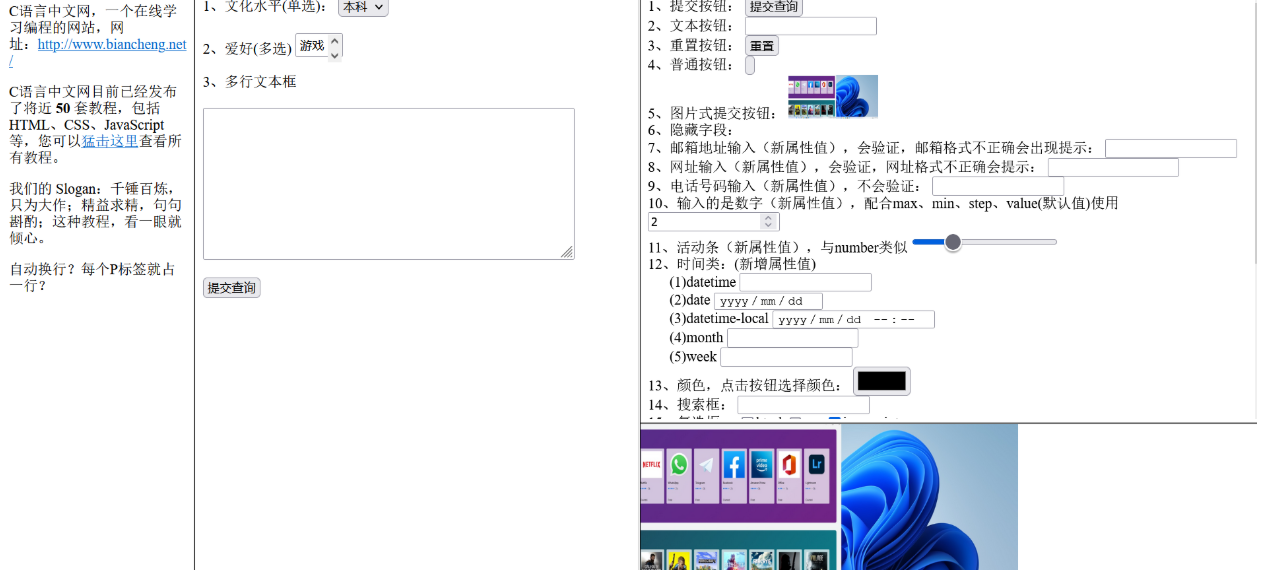 C语言中文网，一个在线学
习编程的网站，网
址：http://www.biancheng.net
/
C语言中文网目前已经发布
了将近 50 套教程，包括
HTML、CSS、JavaScript
等，您可以猛击这里查看所
有教程。
我们的 Slogan：千锤百炼，
只为大作；精益求精，句句
斟酌；这种教程，看一眼就
倾心。
自动换行？每个P标签就占
一行？
1、文化水平(单选)： 本科
2、爱好(多选) 游戏
3、多行文本框
提交查询
1、提交按钮： 提交查询
2、文本按钮：
3、重置按钮： 重置
4、普通按钮：
5、图片式提交按钮：
6、隐藏字段：
7、邮箱地址输入（新属性值），会验证，邮箱格式不正确会出现提示：
8、网址输入（新属性值），会验证，网址格式不正确会提示：
9、电话号码输入（新属性值），不会验证：
10、输入的是数字（新属性值），配合max、min、step、value(默认值)使用
2
11、活动条（新属性值），与number类似
12、时间类：(新增属性值)
(1)datetime
(2)date yyyy / mm / dd
(3)datetime-local yyyy / mm / dd -- : --
(4)month
(5)week
13、颜色，点击按钮选择颜色：
14、搜索框：
NETFLIX
prime video
Lr